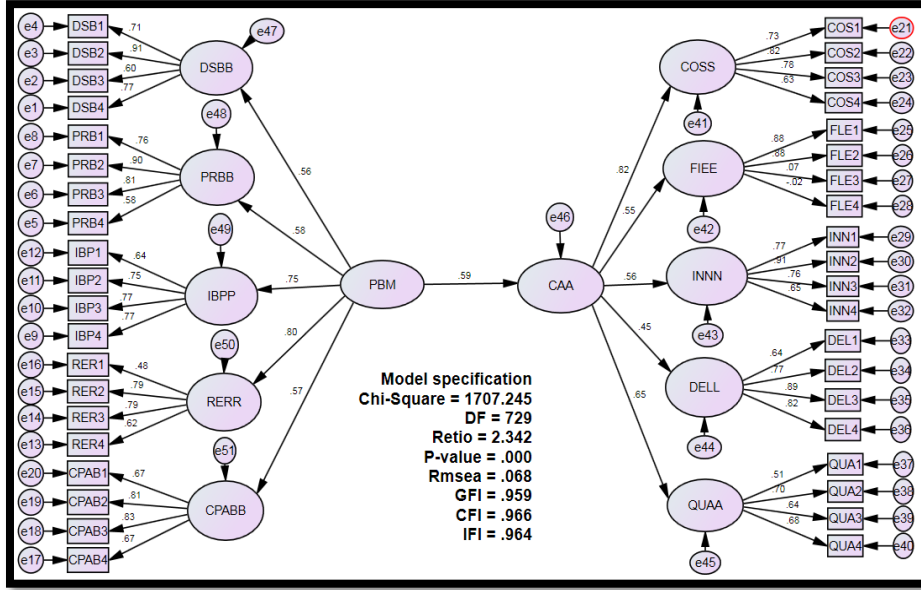 e4 DSB1 .71
e3 DSB2 .91
e2 DSB3 .60
e1 DSB4 .77
DSBB e47
e8 PRB1 .76
e7 PRB2 .90
e6 PRB3 .81
e5 PRB4 .58
PRBB e48
e12 IBP1 .64
e11 IBP2 .75
e10 IBP3 .77
e9 IBP4 .77
IBPP e49
e16 RER1 .48
e15 RER2 .79
e14 RER3 .79
e13 RER4 .62
RERR e50
e20 CPAB1 .67
e19 CPAB2 .81
e18 CPAB3 .83
e17 CPAB4 .67
CPABB e51
.56
.58
.75
.80
.57
PBM .59 CAA e46
.82
.55
.56
.45
.65
COSS e41
.73 COS1 e21
.82 COS2 e22
.78 COS3 e23
.63 COS4 e24
FIEE e42
.88 FLE1 e25
.88 FLE2 e26
.07 FLE3 e27
-.02 FLE4 e28
INNN e43
.77 INN1 e29
.91 INN2 e30
.76 INN3 e31
.65 INN4 e32
DELL e44
.64 DEL1 e33
.77 DEL2 e34
.89 DEL3 e35
.82 DEL4 e36
QUAA e45
.51 QUA1 e37
.70 QUA2 e38
.64 QUA3 e39
.68 QUA4 e40
Model specification
Chi-Square = 1707.245
DF = 729
Retio = 2.342
P-value = .000
Rmsea = .068
GFI = .959
CFI = .966
IFI = .964